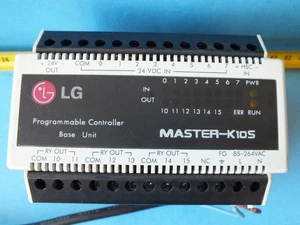 + 24V -
OUT
COM 0 1 2 3 4 5 6 7
24 VDC IN
+ HSC -
IN
0 1 2 3 4 5 6 7 PWR
IN
OUT
10 11 12 13 14 15 ERR RUN
LG
Programmable Controller
Base Unit
MASTER-K10S
RY OUT RY OUT RY OUT FG 85-264VAC
COM 10 11 COM 12 13 COM 14 15 NC L N